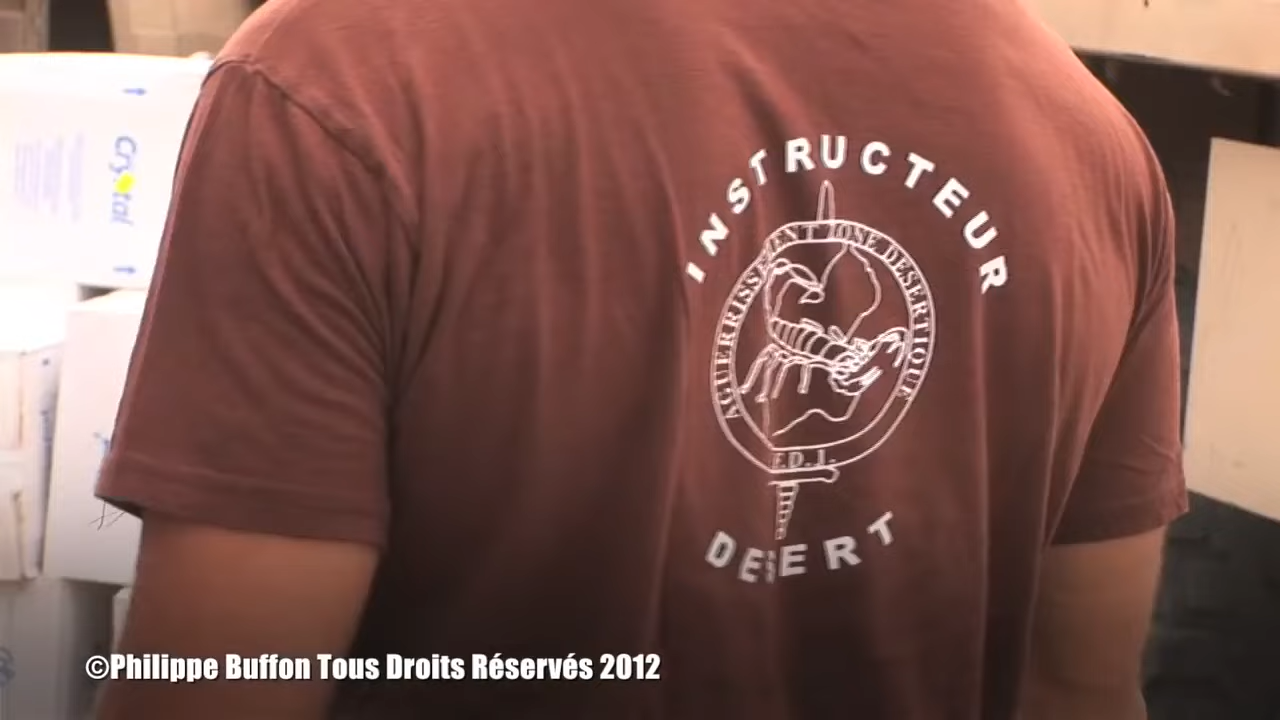 Crystal
INSTRUCTEUR
AGUERRISSEMENT ZONE DESERTIQUE
F.D.J.
DESERT
©Philippe Buffon Tous Droits Réservés 2012